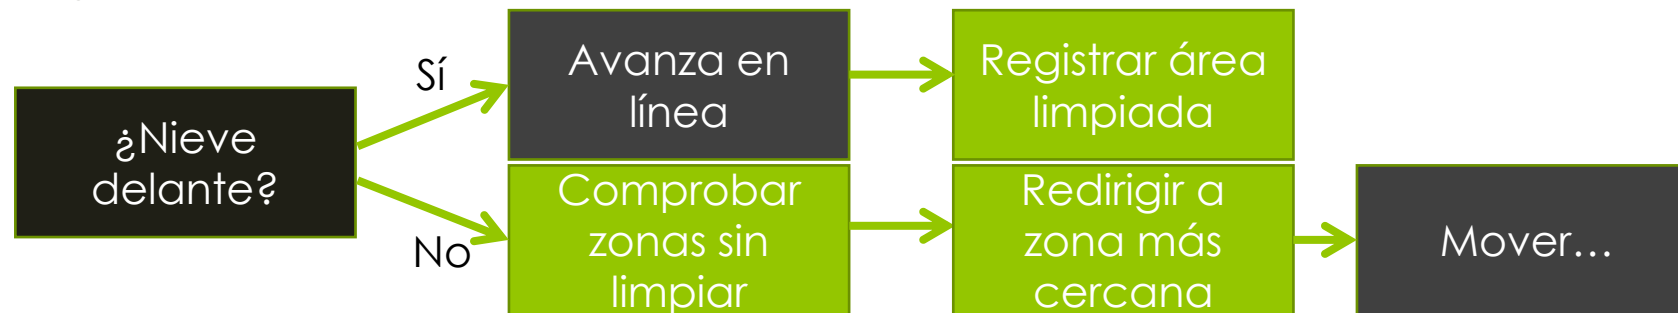 ¿Nieve
delante?
Sí
Avanza en
línea
Registrar área
limpiada
No
Comprobar
zonas sin
limpiar
Redirigir a
zona más
cercana
Mover…